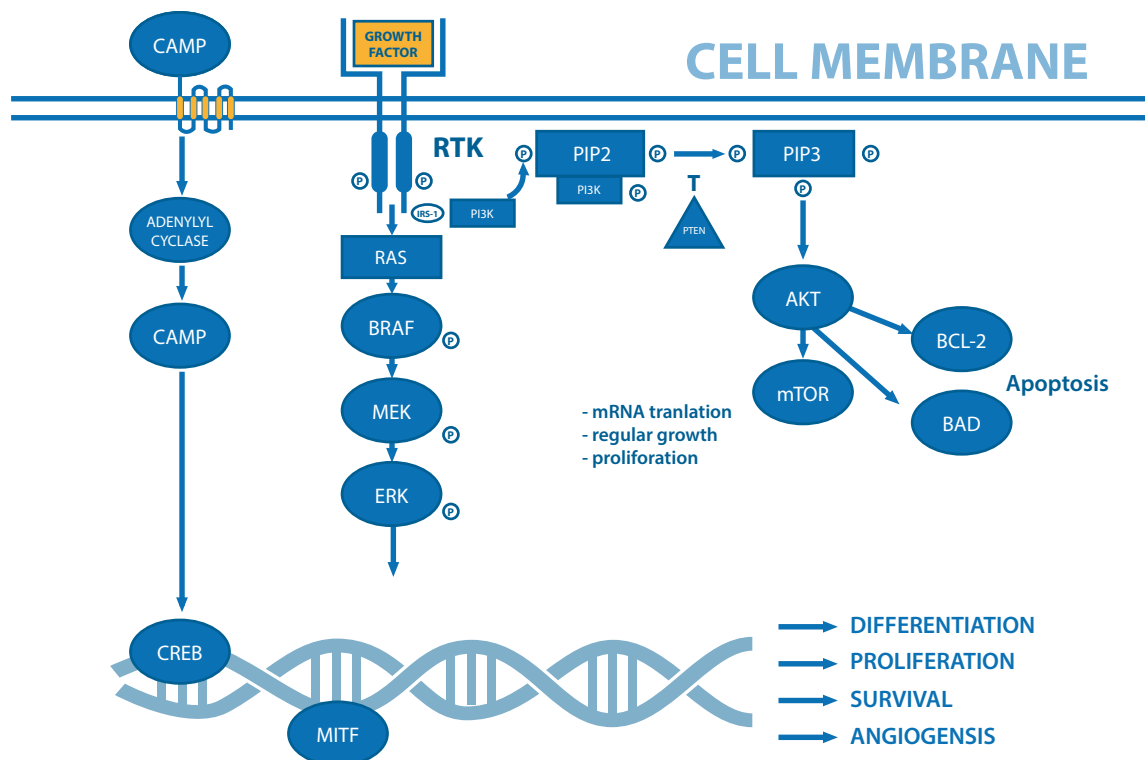 CAMP
GROWTH
FACTOR
CELL MEMBRANE
RTK
P
PIP2
P
P
PIP3
P
P
P
PI3K
P
P
IRS-1
PI3K
T
PTEN
ADENYLYL
CYCLASE
RAS
CAMP
BRAF
P
AKT
BCL-2
Apoptosis
mTOR
BAD
MEK
P
- mRNA tranlation
- regular growth
- proliforation
ERK
P
CREB
MITF
DIFFERENTIATION
PROLIFERATION
SURVIVAL
ANGIOGENSIS